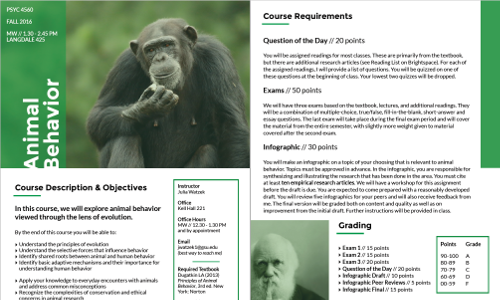 PSYC 4560
FALL 2016
MW // 1.30 - 2.45 PM
LANGDALE 425
Animal
Behavior
Course Description & Objectives
In this course, we will explore animal behavior
viewed through the lens of evolution.
By the end of this course you will be able to:
» Understand the principles of evolution
» Understand the selective forces that influence behavior
» Identify shared roots between animal and human behavior
» Identify basic adaptive mechanisms and their importance for
understanding human behavior
» Apply your knowledge to everyday encounters with animals
and address common misconceptions
» Recognize the complexities of conservation and ethical
concerns in animal research
Instructor
Julia Watzek
Office
Kell Hall 221
Office Hours
MW // 12.30 - 1.30 PM
and by appointment
Email
jwatzek1@gsu.edu
(best way to reach me)
Required Textbook
Dugatkin LA (2013)
Principles of Animal
Behavior, 3rd ed. New
York: Norton
Course Requirements
Question of the Day // 20 points
You will be assigned readings for most classes. These are primarily from the textbook,
but there are additional research articles (see Reading List on Brightspace). For each of
the assigned readings, I will provide a list of questions. You will be quizzed on one of
these questions at the beginning of class. Your lowest two quizzes will be dropped.
Exams // 50 points
You will have three exams based on the textbook, lectures, and additional readings. They
will be a combination of multiple-choice, true/false, fill-in-the-blank, short-answer and
essay questions. The last exam will take place during the final exam period and will cover
the material from the entire semester, with slightly more weight given to material
covered after the second exam.
Infographic // 30 points
You will make an infographic on a topic of your choosing that is relevant to animal
behavior. Topics must be approved in advance. In the infographic, you are responsible for
synthesizing and illustrating the research that has been done in the area. You must cite
at least ten empirical research articles. We will have a workshop for this assignment
before the draft is due. You are expected to come prepared with a reasonably developed
draft. You will review five infographics for your peers and will also receive feedback from
me. The final version will be graded both on content and quality as well as on
improvement from the initial draft. Further instructions will be provided in class.
Grading
» Exam 1 // 15 points
» Exam 2 // 15 points
» Exam 3 // 20 points
» Question of the Day // 20 points
» Infographic Draft // 10 points
» Infographic Peer Reviews // 5 points
» Infographic Final // 15 points
Points Grade
90-100 A
80-89 B
70-79 C
60-69 D
00-59 F